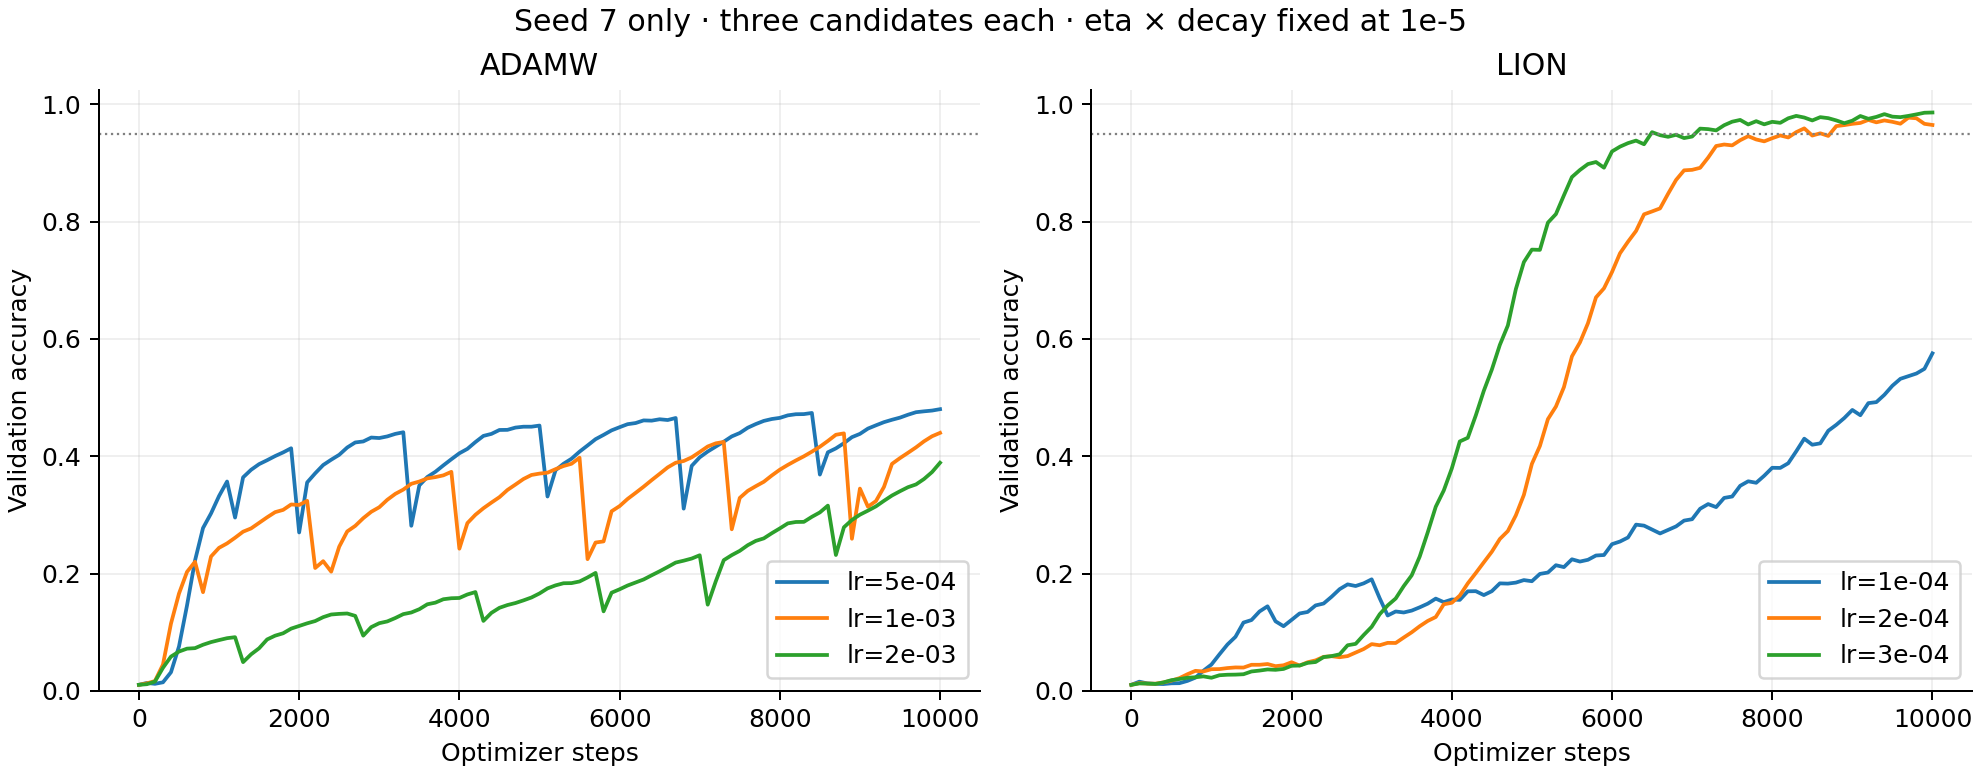 Seed 7 only · three candidates each · eta × decay fixed at 1e-5
ADAMW
Validation accuracy
1.0
0.8
0.6
0.4
0.2
0.0
0
2000
4000
6000
8000
10000
Optimizer steps
lr=5e-04
lr=1e-03
lr=2e-03
LION
Validation accuracy
1.0
0.8
0.6
0.4
0.2
0.0
0
2000
4000
6000
8000
10000
Optimizer steps
lr=1e-04
lr=2e-04
lr=3e-04